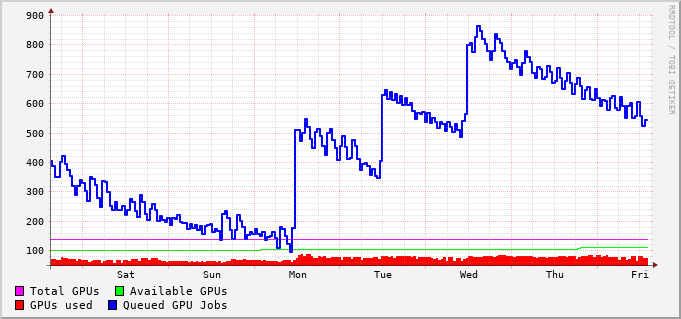 900
800
700
600
500
400
300
200
100
Sat Sun Mon Tue Wed Thu Fri
Total GPUs Available GPUs
GPUs used Queued GPU Jobs
RRDTOOL / TOBI OETIKER